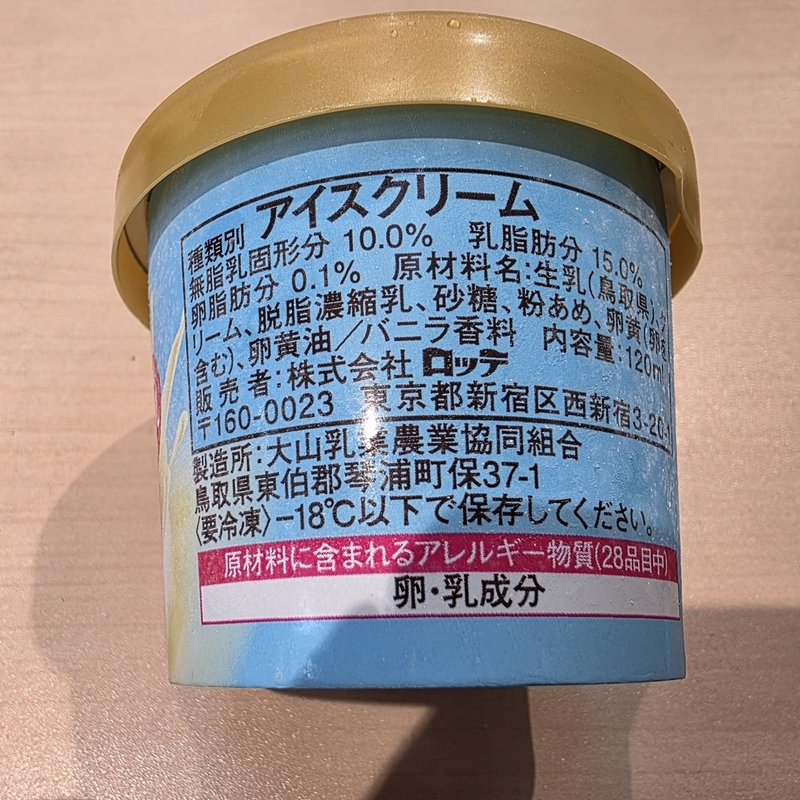 種類別 アイスクリーム
無脂乳固形分 10.0% 乳脂肪分 15.0%
卵脂肪分 0.1% 原材料名:生乳(鳥取県)、ク
リーム、脱脂濃縮乳、砂糖、粉あめ、卵黄(卵を
含む)、卵黄油/バニラ香料 内容量:120ml
販売者:株式会社 ロッテ
〒160-0023 東京都新宿区西新宿3-20-1
製造所:大山乳業農業協同組合
鳥取県東伯郡琴浦町保37-1
〈要冷凍〉−18℃以下で保存してください。
原材料に含まれるアレルギー物質(28品目中)
卵・乳成分